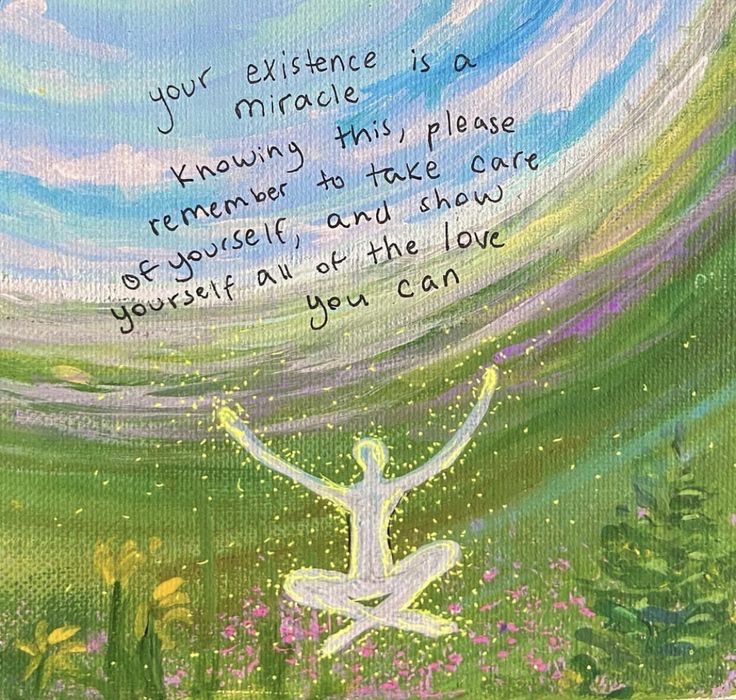 your existence is a
miracle
Knowing this, please
remember to take care
of yourself, and show
yourself all of the love
you can